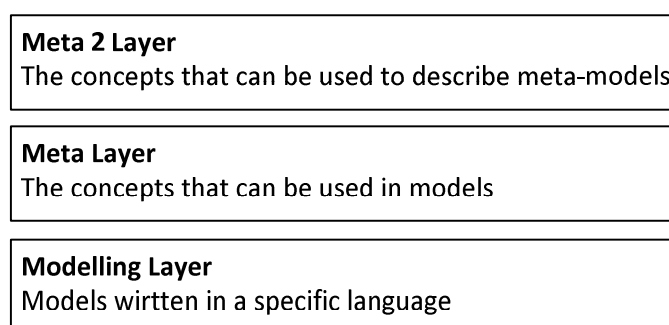 Meta 2 Layer
The concepts that can be used to describe meta-models
Meta Layer
The concepts that can be used in models
Modelling Layer
Models wirtten in a specific language